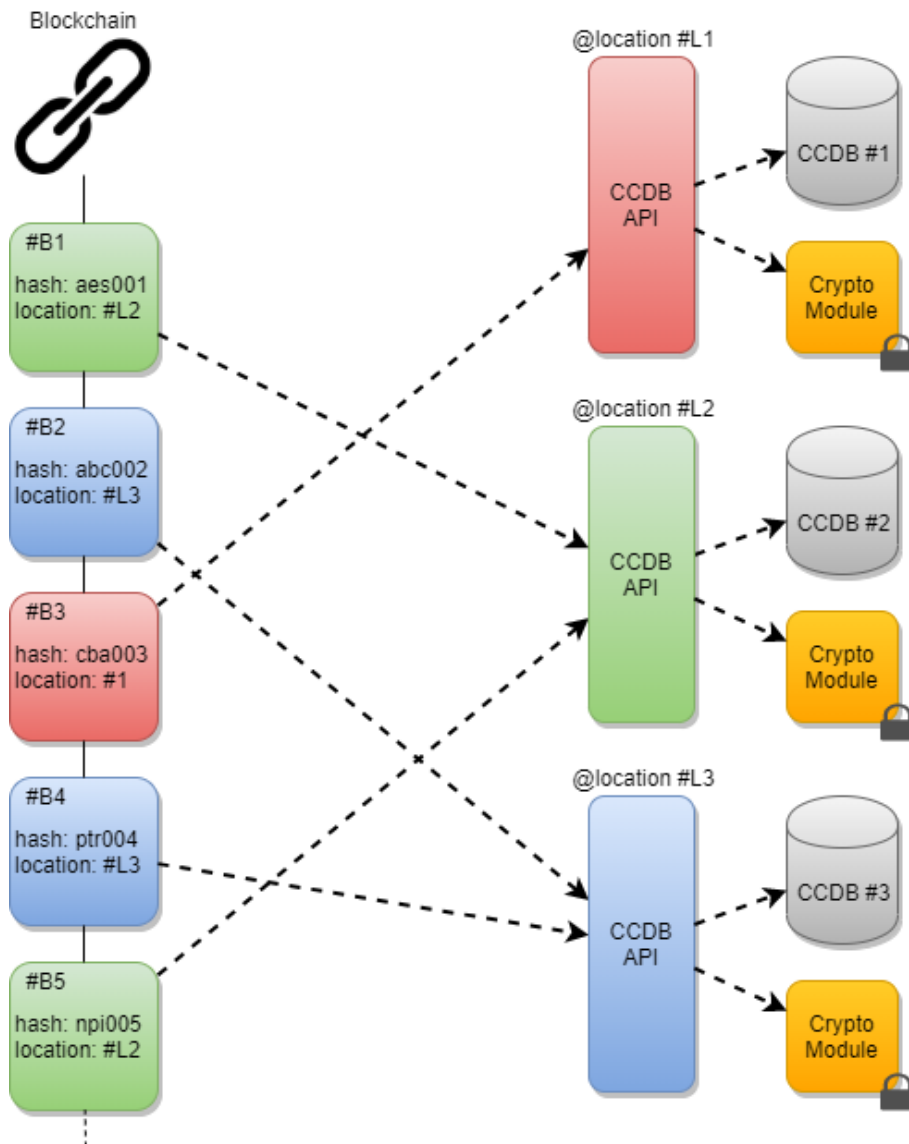 Blockchain
#B1
hash: aes001
location: #L2
#B2
hash: abc002
location: #L3
#B3
hash: cba003
location: #1
#B4
hash: ptr004
location: #L3
#B5
hash: npi005
location: #L2
@location #L1
CCDB
API
CCDB #1
Crypto
Module
@location #L2
CCDB
API
CCDB #2
Crypto
Module
@location #L3
CCDB
API
CCDB #3
Crypto
Module